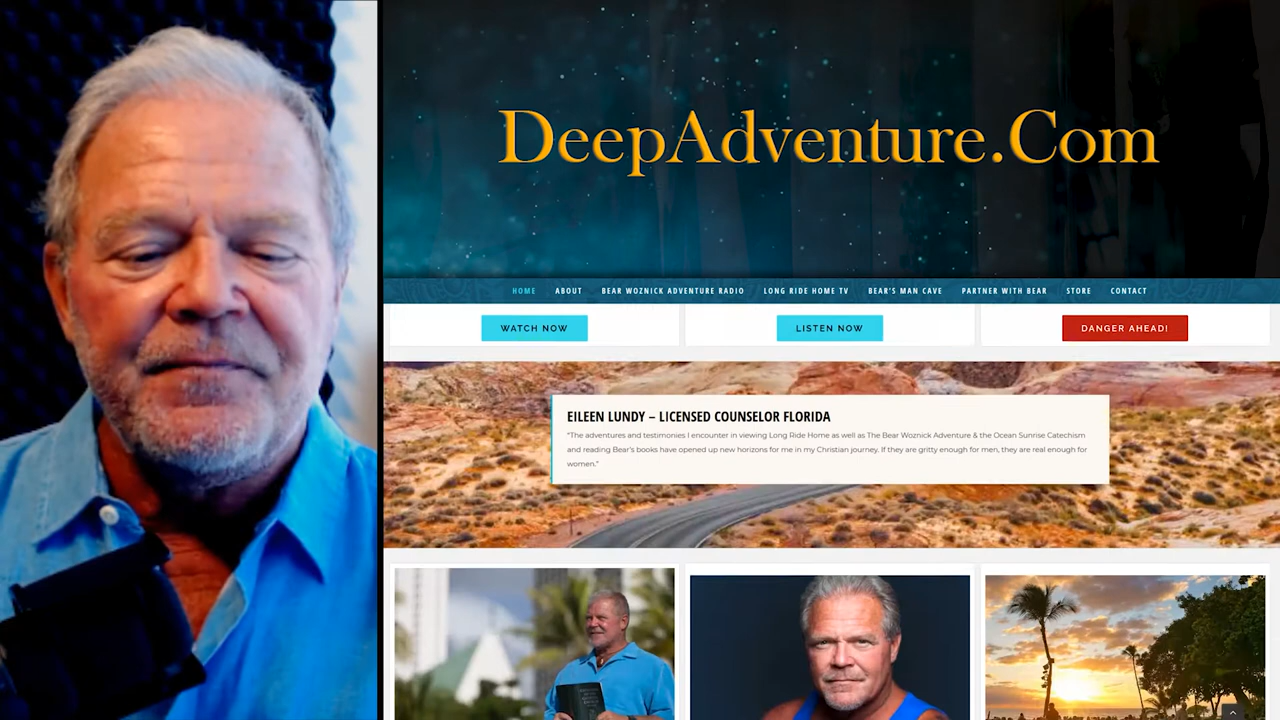 DeepAdventure.Com
HOME ABOUT BEAR WOZNICK ADVENTURE RADIO LONG RIDE HOME TV BEAR'S MAN CAVE PARTNER WITH BEAR STORE CONTACT
WATCH NOW LISTEN NOW DANGER AHEAD!
EILEEN LUNDY – LICENSED COUNSELOR FLORIDA
"The adventures and testimonies I encounter in viewing Long Ride Home as well as The Bear Woznick Adventure & the Ocean Sunrise Catechism
and reading Bear's books have opened up new horizons for me in my Christian journey. If they are gritty enough for men, they are real enough for
women."